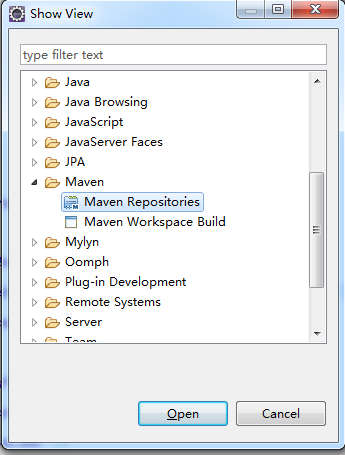 Show View
type filter text
Java
Java Browsing
JavaScript
JavaServer Faces
JPA
Maven
Maven Repositories
Maven Workspace Build
Mylyn
Oomph
Plug-in Development
Remote Systems
Server
Team
Open
Cancel